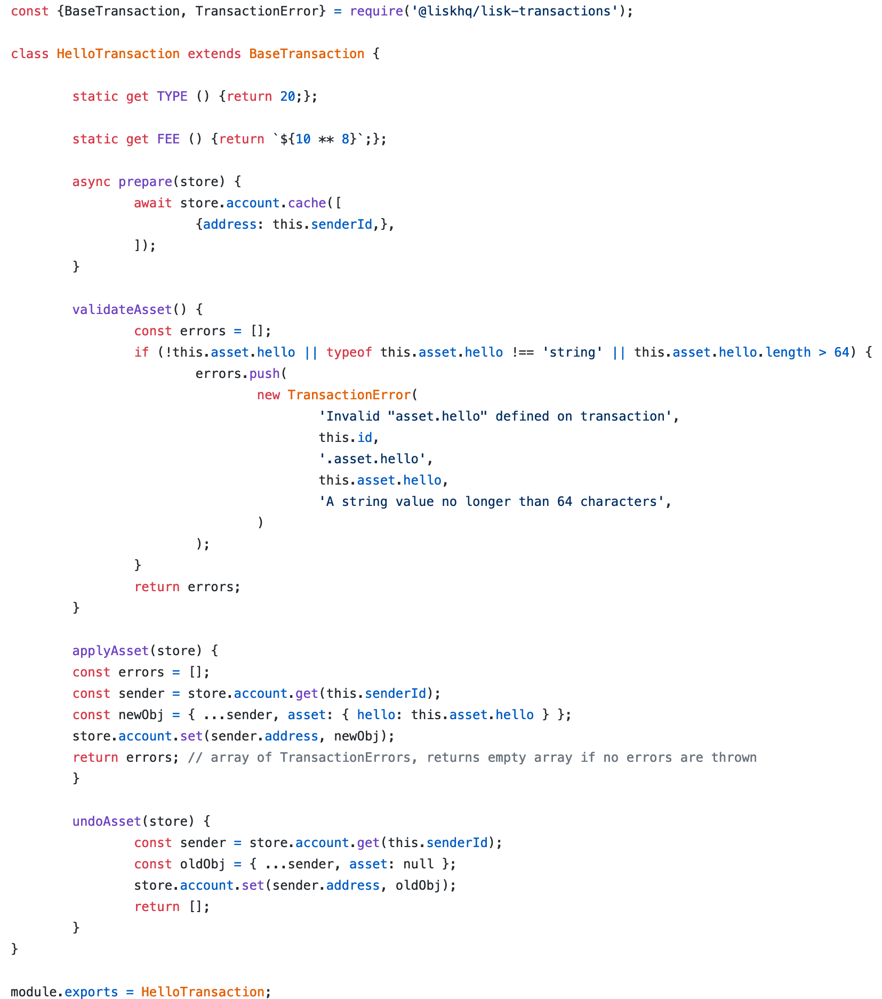 const {BaseTransaction, TransactionError} = require('@liskhq/lisk-transactions');

class HelloTransaction extends BaseTransaction {

	static get TYPE () {return 20;};

	static get FEE () {return `${10 ** 8}`;};

	async prepare(store) {
		await store.account.cache([
			{address: this.senderId,},
		]);
	}

	validateAsset() {
		const errors = [];
		if (!this.asset.hello || typeof this.asset.hello !== 'string' || this.asset.hello.length > 64) {
			errors.push(
				new TransactionError(
					'Invalid "asset.hello" defined on transaction',
					this.id,
					'.asset.hello',
					this.asset.hello,
					'A string value no longer than 64 characters',
				)
			);
		}
		return errors;
	}

	applyAsset(store) {
	const errors = [];
	const sender = store.account.get(this.senderId);
	const newObj = { ...sender, asset: { hello: this.asset.hello } };
	store.account.set(sender.address, newObj);
	return errors; // array of TransactionErrors, returns empty array if no errors are thrown
	}

	undoAsset(store) {
		const sender = store.account.get(this.senderId);
		const oldObj = { ...sender, asset: null };
		store.account.set(sender.address, oldObj);
		return [];
	}
}

module.exports = HelloTransaction;